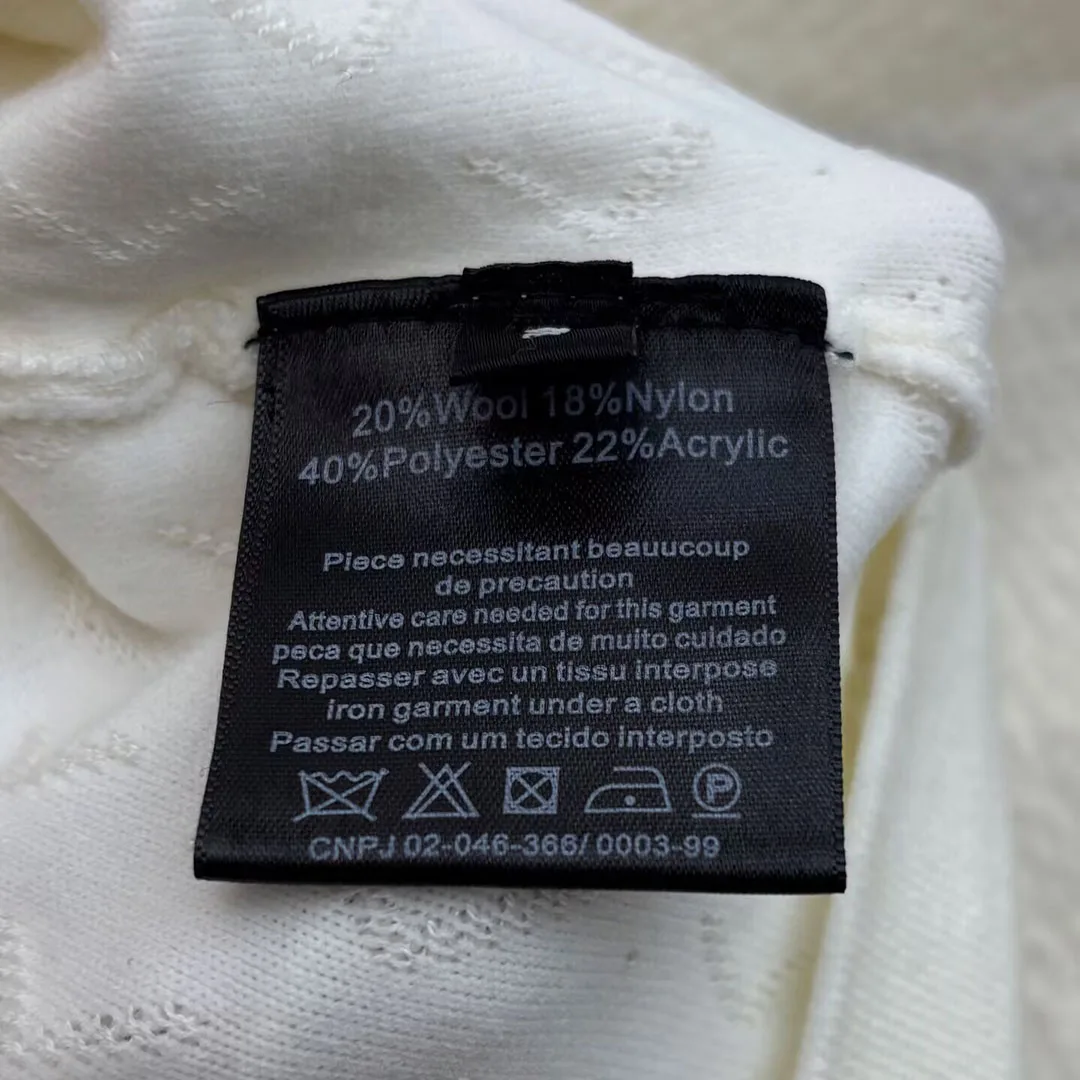 20%Wool 18%Nylon
40%Polyester 22%Acrylic
Piece necessitant beauucoup
de precaution
Attentive care needed for this garment
peca que necessita de muito cuidado
Repasser avec un tissu interpose
iron garment under a cloth
Passar com um tecido interposto
P
CNPJ 02-046-366/ 0003-99